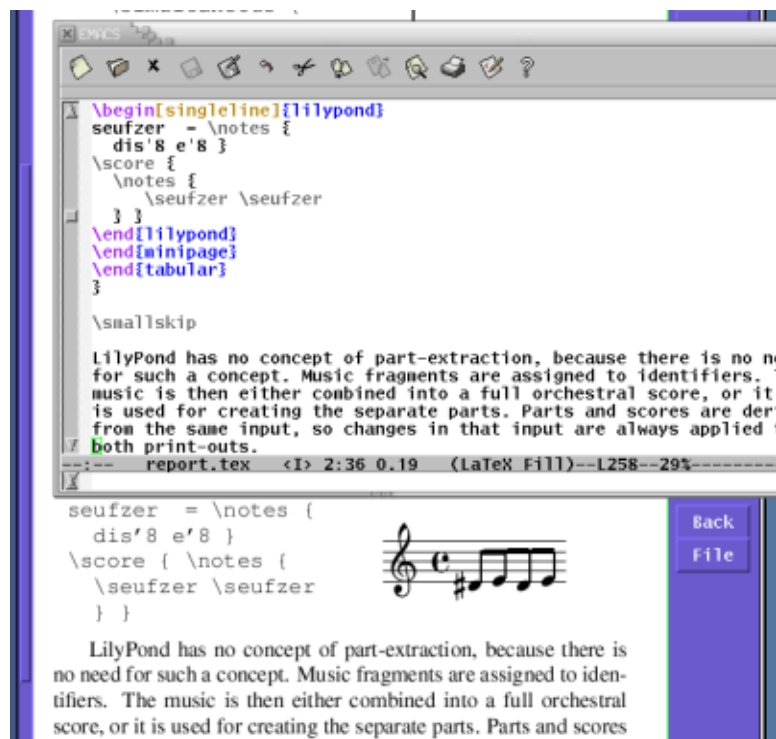 EMACS
\begin[singleline]{lilypond}
seufzer = \notes {
dis'8 e'8 }
\score {
\notes {
\seufzer \seufzer
} }
\end{lilypond}
\end{minipage}
\end{tabular}
}
\smallskip
LilyPond has no concept of part-extraction, because there is no n
for such a concept. Music fragments are assigned to identifiers.
music is then either combined into a full orchestral score, or it
is used for creating the separate parts. Parts and scores are der
from the same input, so changes in that input are always applied
both print-outs.
--:-- report.tex <I> 2:36 0.19 (LaTeX Fill)--L258--29%--------
seufzer = \notes {
dis'8 e'8 }
\score { \notes {
\seufzer \seufzer
} }
Back
File
LilyPond has no concept of part-extraction, because there is
no need for such a concept. Music fragments are assigned to iden-
tifiers. The music is then either combined into a full orchestral
score, or it is used for creating the separate parts. Parts and scores